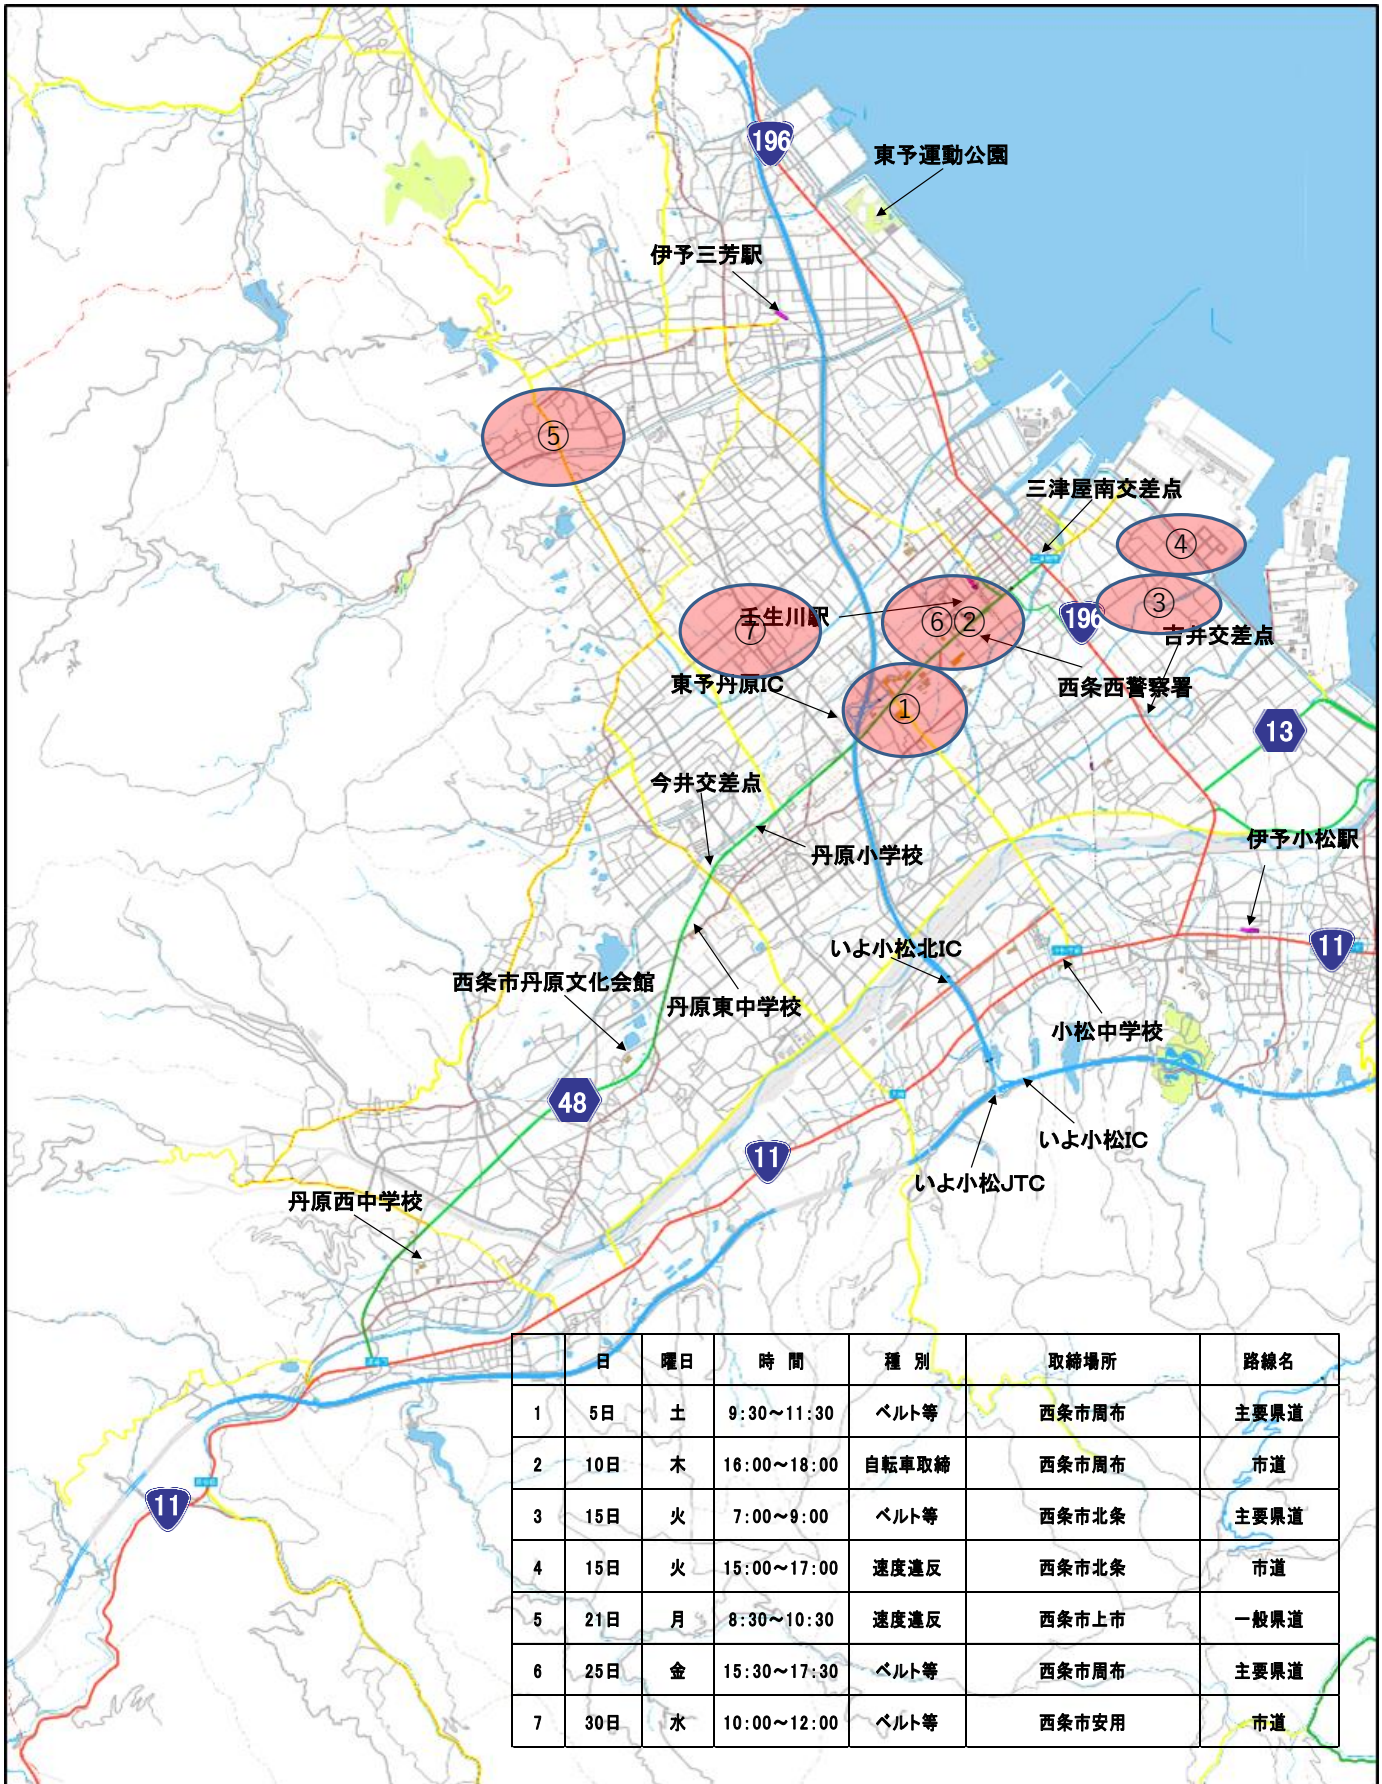 196
東予運動公園
伊予三芳駅
⑤
三津屋南交差点
④
③
196
⑥②
壬生川駅
⑦
吉井交差点
東予丹原IC
西条西警察署
①
13
今井交差点
丹原小学校
伊予小松駅
いよ小松北IC
11
西条市丹原文化会館
丹原東中学校
小松中学校
48
いよ小松IC
11
いよ小松JTC
丹原西中学校
11
日 曜日 時 間 種 別 取締場所 路線名
1 5日 土 9:30～11:30 ベルト等 西条市周布 主要県道
2 10日 木 16:00～18:00 自転車取締 西条市周布 市道
3 15日 火 7:00～9:00 ベルト等 西条市北条 主要県道
4 15日 火 15:00～17:00 速度違反 西条市北条 市道
5 21日 月 8:30～10:30 速度違反 西条市上市 一般県道
6 25日 金 15:30～17:30 ベルト等 西条市周布 主要県道
7 30日 水 10:00～12:00 ベルト等 西条市安用 市道